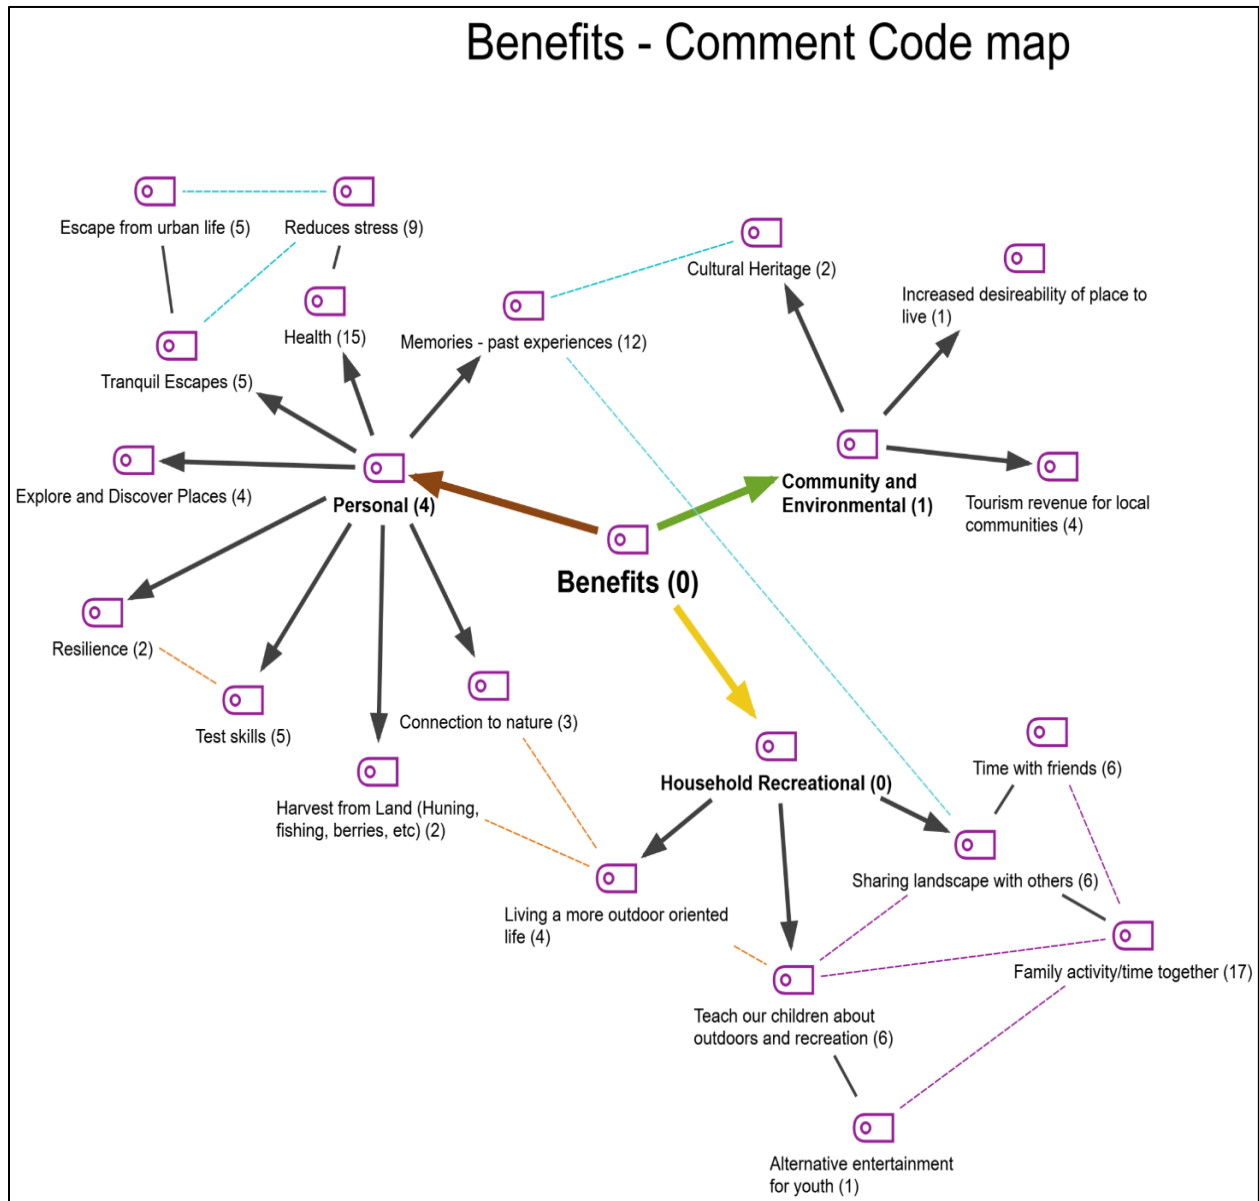 Benefits - Comment Code map
Escape from urban life (5)
Reduces stress (9)
Cultural Heritage (2)
Increased desireability of place to
live (1)
Health (15)
Memories - past experiences (12)
Tranquil Escapes (5)
Explore and Discover Places (4)
Personal (4)
Community and
Environmental (1)
Tourism revenue for local
communities (4)
Benefits (0)
Resilience (2)
Test skills (5)
Connection to nature (3)
Harvest from Land (Huning,
fishing, berries, etc) (2)
Household Recreational (0)
Time with friends (6)
Sharing landscape with others (6)
Living a more outdoor oriented
life (4)
Family activity/time together (17)
Teach our children about
outdoors and recreation (6)
Alternative entertainment
for youth (1)